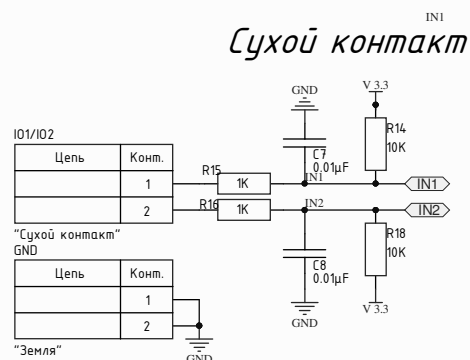 IN1
Сухой контакт
GND
V 3.3
IO1/IO2
R14
10K
Цепь Конт.
C7
0.01µF
R15
1
1K
IN1
IN1
2
R16
1K
IN2
IN2
"Сухой контакт"
R18
10K
GND
Цепь Конт.
C8
0.01µF
1
2
GND
V 3.3
"Земля"
GND